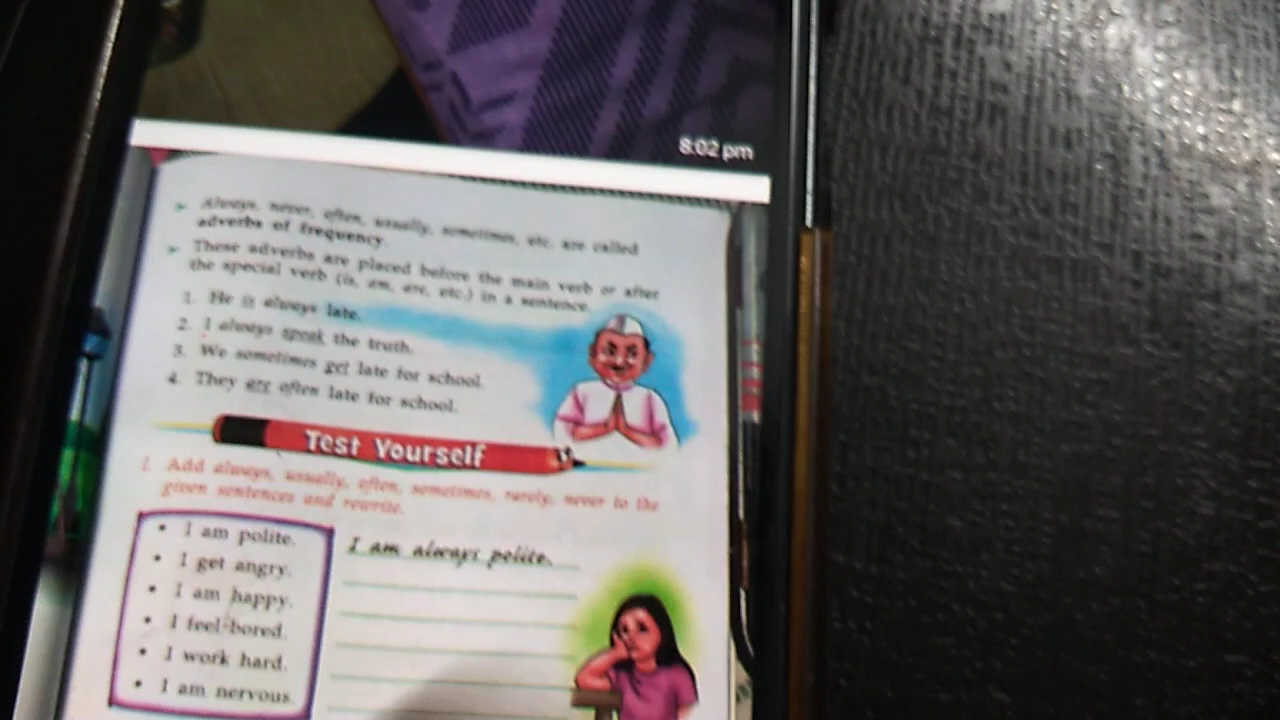 8:02 pm
Always, never, often, usually, sometimes, etc. are called
adverbs of frequency.
These adverbs are placed before the main verb or after
the special verb (is, am, are, etc.) in a sentence.
1. He is always late.
2. I always speak the truth.
3. We sometimes get late for school.
4. They are often late for school.
Test Yourself
1. Add always, usually, often, sometimes, rarely, never to the
given sentences and rewrite.
• I am polite.
I am always polite.
• I get angry.
• I am happy.
• I feel bored.
• I work hard.
• I am nervous.